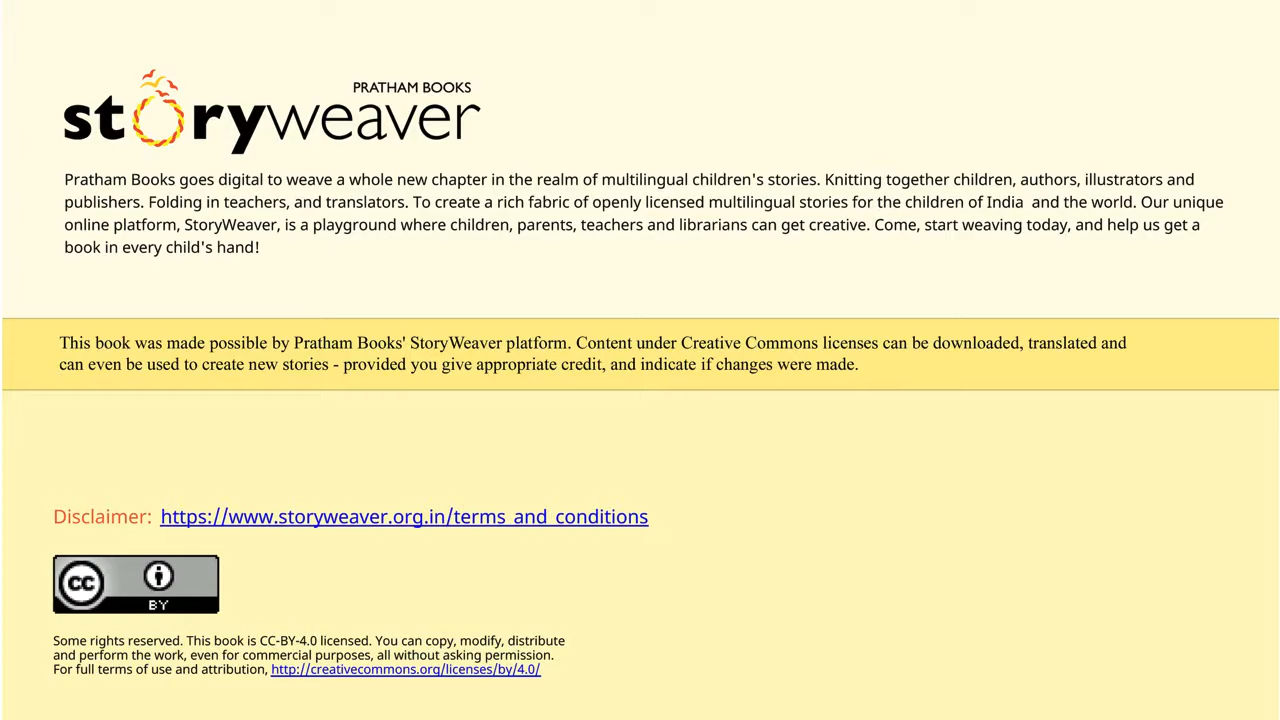 PRATHAM BOOKS
storyweaver
Pratham Books goes digital to weave a whole new chapter in the realm of multilingual children's stories. Knitting together children, authors, illustrators and
publishers. Folding in teachers, and translators. To create a rich fabric of openly licensed multilingual stories for the children of India  and the world. Our unique
online platform, StoryWeaver, is a playground where children, parents, teachers and librarians can get creative. Come, start weaving today, and help us get a
book in every child's hand!
This book was made possible by Pratham Books' StoryWeaver platform. Content under Creative Commons licenses can be downloaded, translated and
can even be used to create new stories - provided you give appropriate credit, and indicate if changes were made.
Disclaimer: https://www.storyweaver.org.in/terms_and_conditions
CC BY
Some rights reserved. This book is CC-BY-4.0 licensed. You can copy, modify, distribute
and perform the work, even for commercial purposes, all without asking permission.
For full terms of use and attribution, http://creativecommons.org/licenses/by/4.0/